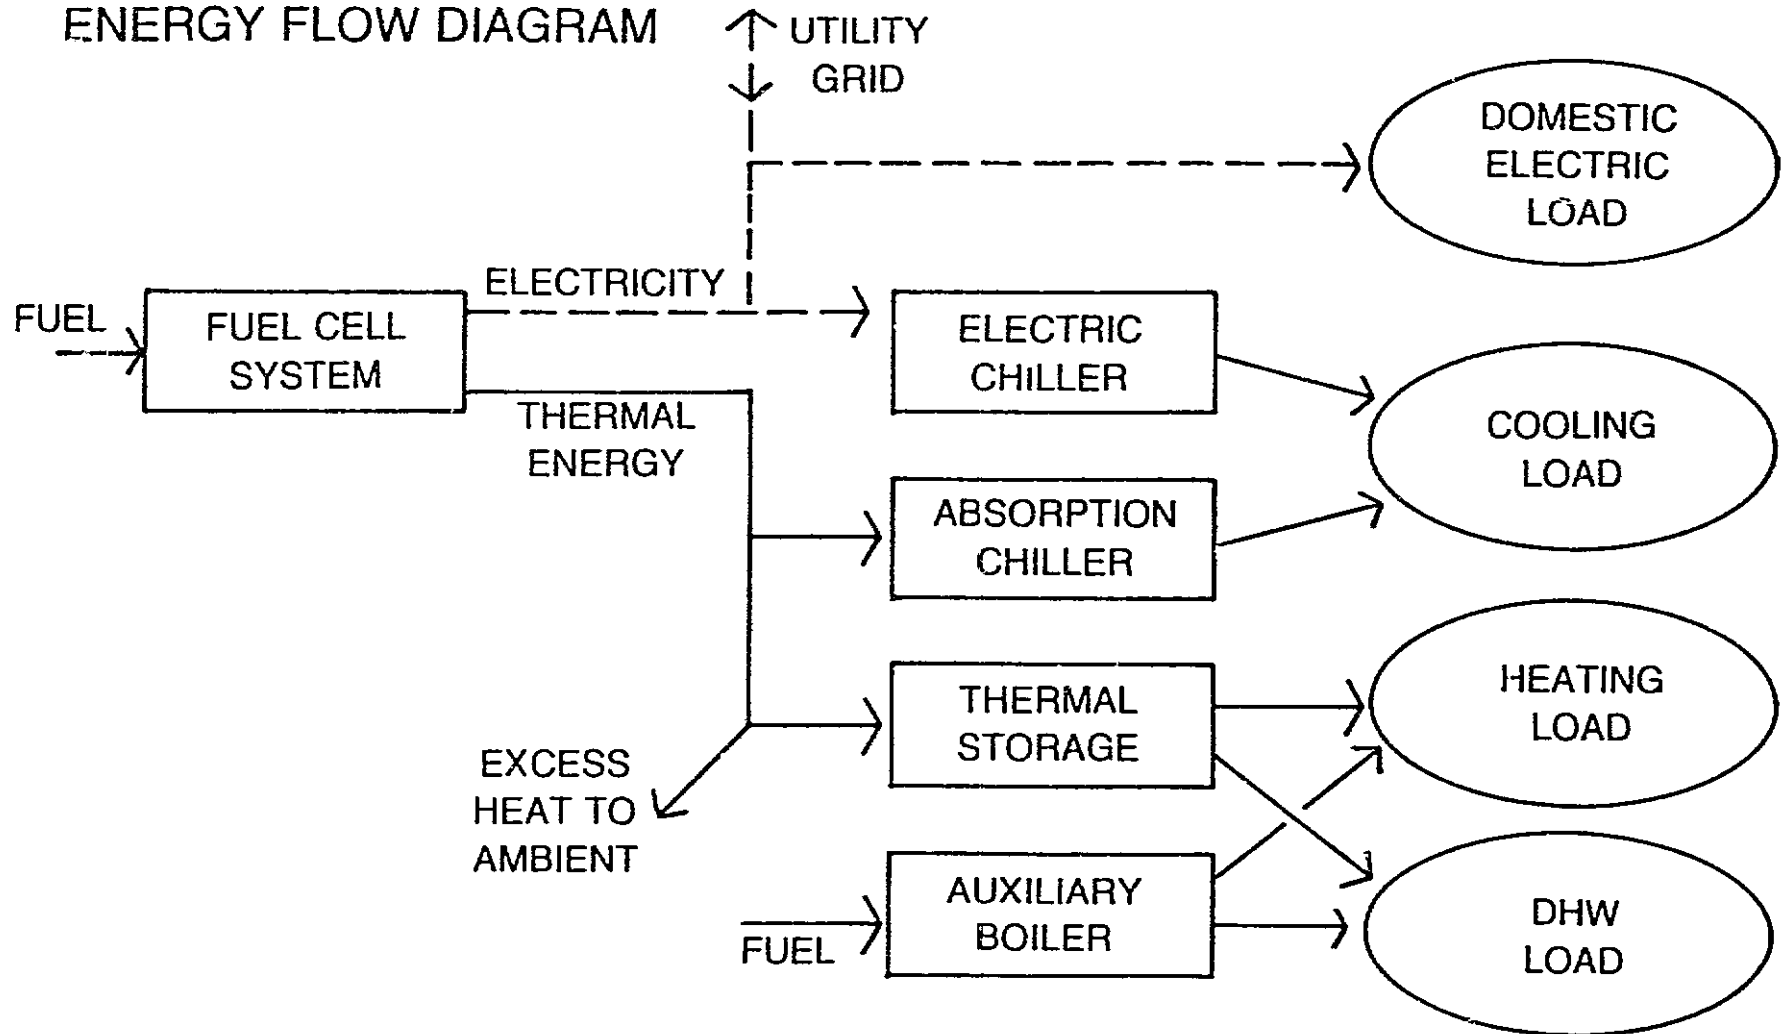 ENERGY FLOW DIAGRAM
UTILITY
GRID
DOMESTIC
ELECTRIC
LOAD
ELECTRICITY
FUEL
FUEL CELL
SYSTEM
ELECTRIC
CHILLER
THERMAL
ENERGY
COOLING
LOAD
ABSORPTION
CHILLER
THERMAL
STORAGE
HEATING
LOAD
EXCESS
HEAT TO
AMBIENT
AUXILIARY
BOILER
FUEL
DHW
LOAD